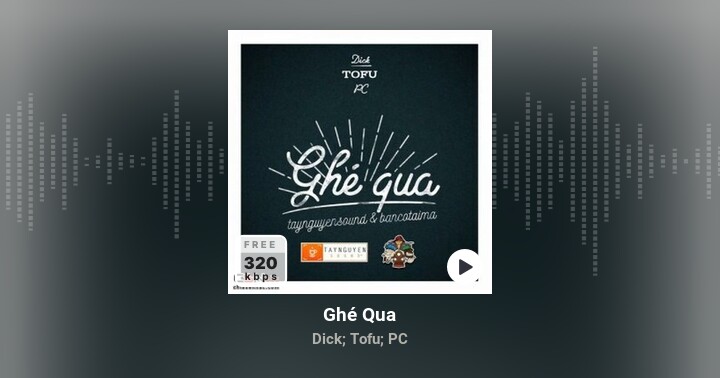 Dick
TOFU
PC
Ghé qua
taynguyensound & bancotaima
TAYNGUYEN
SOUND
FREE
320
kbps
Ghé Qua
Dick; Tofu; PC